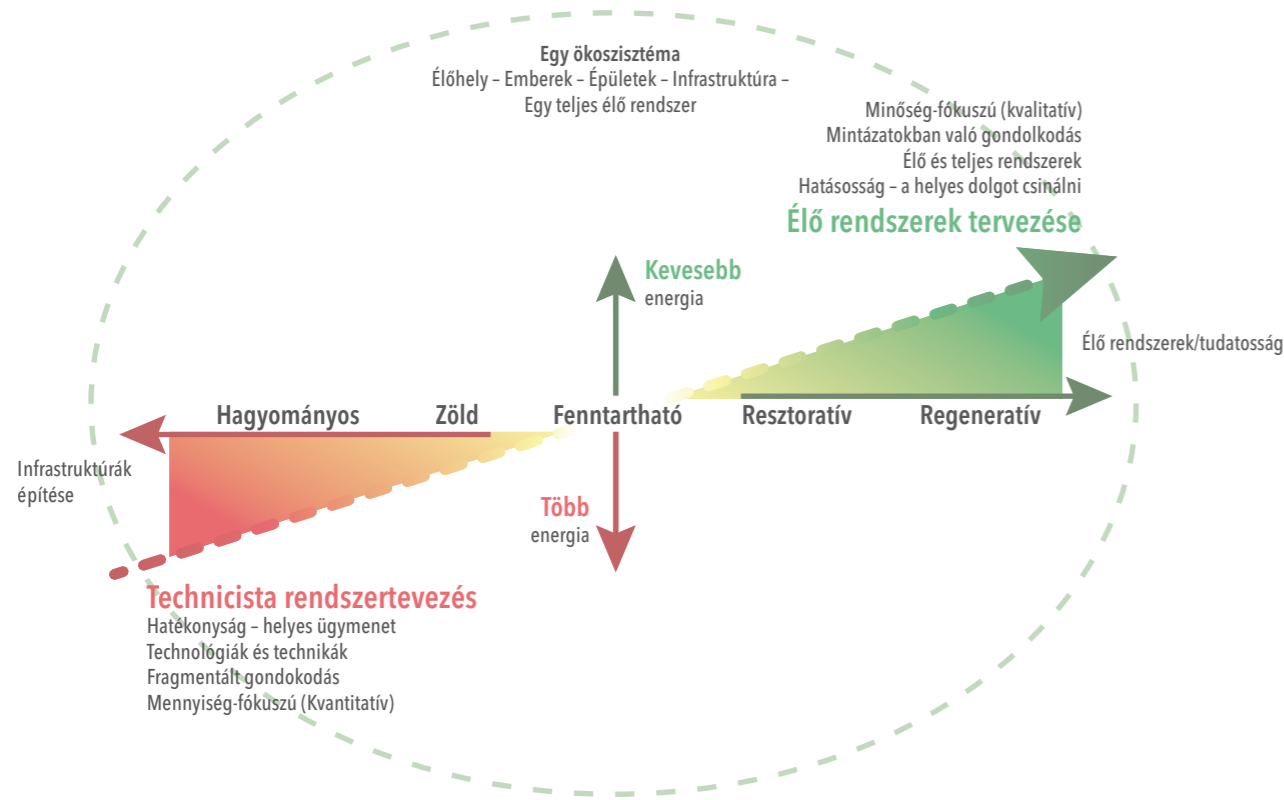 Egy ökoszisztéma
Élőhely – Emberek – Épületek – Infrastruktúra –
Egy teljes élő rendszer
Minőség-fókuszú (kvalitatív)
Mintázatokban való gondolkodás
Élő és teljes rendszerek
Hatásosság – a helyes dolgot csinálni
Élő rendszerek tervezése
Kevesebb
energia
Élő rendszerek/tudatosság
Hagyományos
Zöld
Fenntartható
Resztoratív
Regeneratív
Infrastruktúrák
építése
Több
energia
Technicista rendszertevezés
Hatékonyság – helyes ügymenet
Technológiák és technikák
Fragmentált gondokodás
Mennyiség-fókuszú (Kvantitatív)